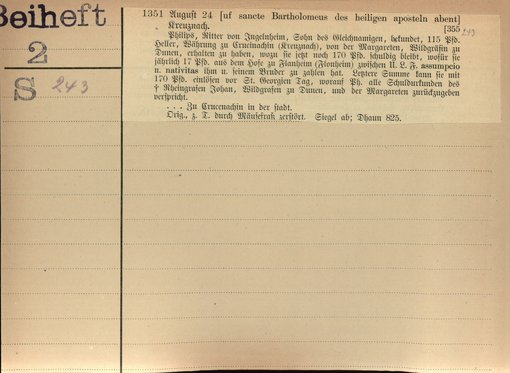 Beiheft
2
S 243
1351 August 24 [uf sancte Bartholomeus des heiligen aposteln abent]
Kreuznach. [355 243
Philips, Ritter von Ingelnheim, Sohn des Gleichnamigen, bekundet, 115 Pfd.
Heller, Währung zu Crucinachin (Kreuznach), von der Margareten, Wildgräfin zu
Dunen, erhalten zu haben, wozu sie jetzt noch 170 Pfd. schuldig bleibt, wofür sie
jährlich 17 Pfd. aus dem Hofe zu Flanheim (Flonheim) zwischen U. L. F. assumpcio
u. nativitas ihm u. seinem Bruder zu zahlen hat. Letztere Summe kann sie mit
170 Pfd. einlösen vor St. Georgien Tag, worauf Ph. alle Schuldurkunden des
† Rheingrafen Johan, Wildgrafen zu Dunen, und der Margareten zurückzugeben
verspricht.
. . . Zu Crucenachin in der stadt.
Orig., z. T. durch Mäusefraß zerstört. Siegel ab; Dhaun 825.